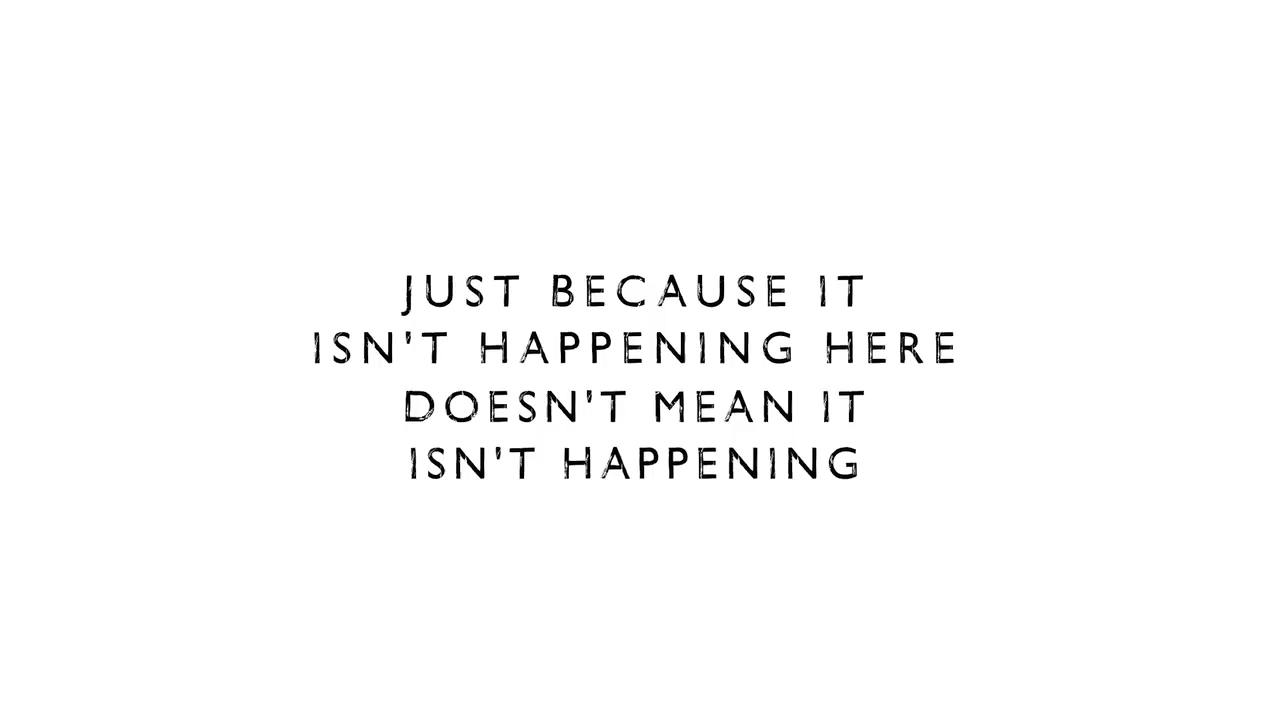 JUST BECAUSE IT
ISN'T HAPPENING HERE
DOESN'T MEAN IT
ISN'T HAPPENING